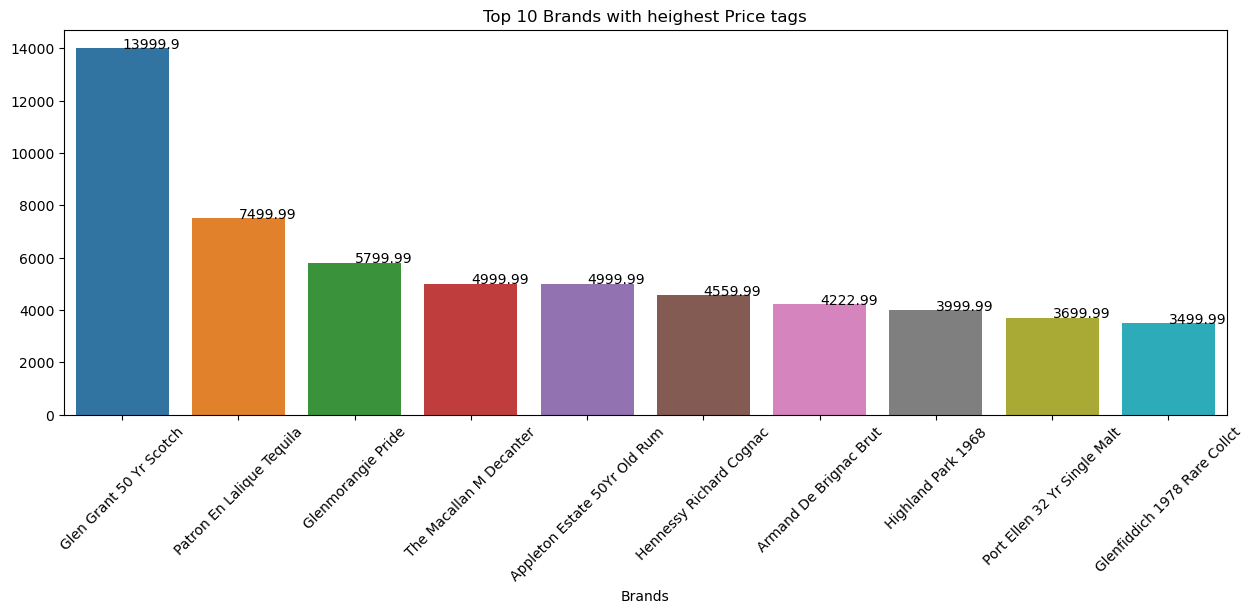 Top 10 Brands with heighest Price tags
14000
12000
10000
8000
6000
4000
2000
0
13999.9
7499.99
5799.99
4999.99
4999.99
4559.99
4222.99
3999.99
3699.99
3499.99
Glen Grant 50 Yr Scotch
Patron En Lalique Tequila
Glenmorangie Pride
The Macallan M Decanter
Appleton Estate 50Yr Old Rum
Hennessy Richard Cognac
Armand De Brignac Brut
Highland Park 1968
Port Ellen 32 Yr Single Malt
Glenfiddich 1978 Rare Collct
Brands